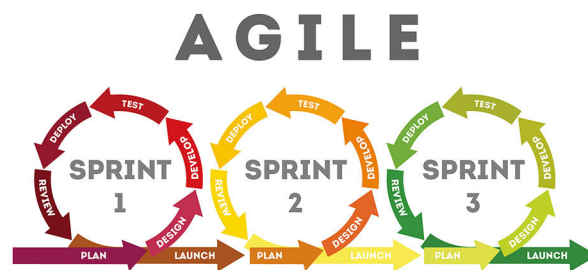 AGILE
TEST
DEPLOY
DEVELOP
SPRINT
1
REVIEW
DESIGN
PLAN
LAUNCH
TEST
DEPLOY
DEVELOP
SPRINT
2
REVIEW
DESIGN
PLAN
LAUNCH
TEST
DEPLOY
DEVELOP
SPRINT
3
REVIEW
DESIGN
PLAN
LAUNCH